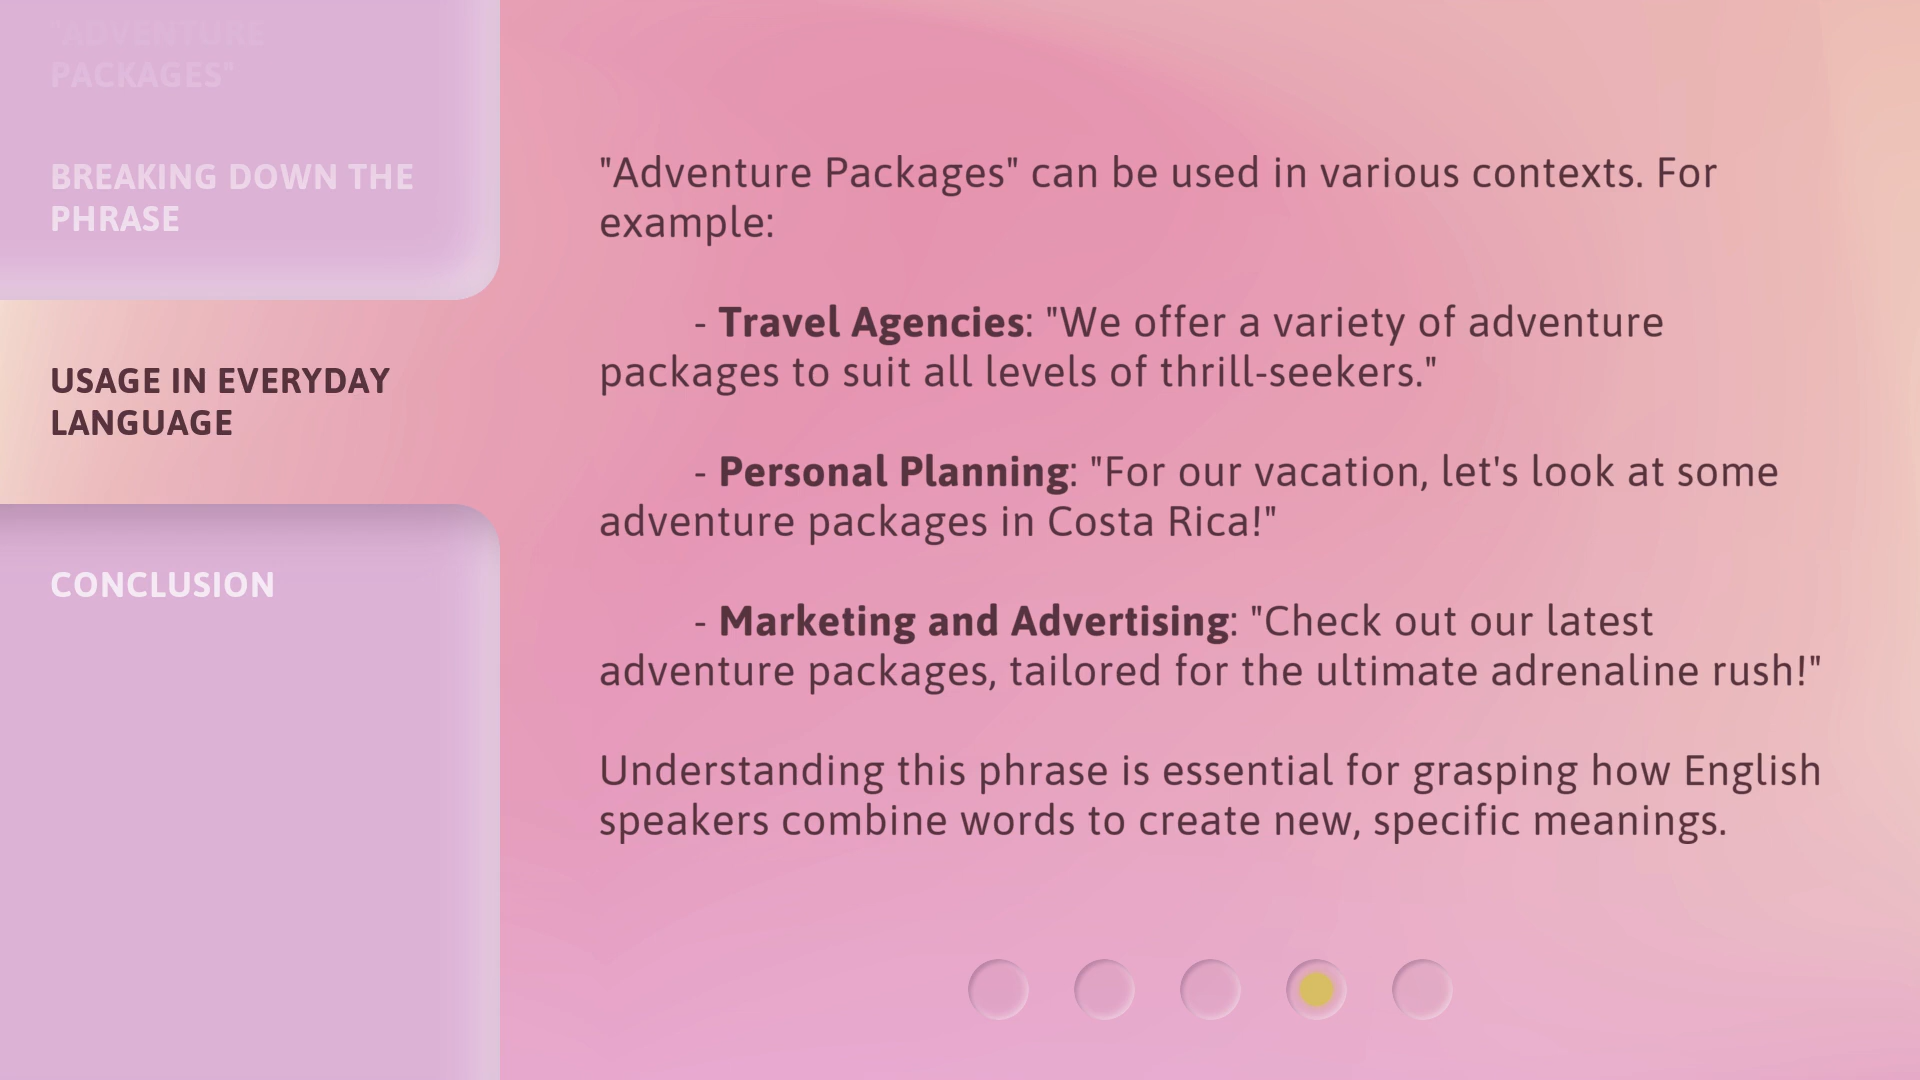 "ADVENTURE
PACKAGES"
BREAKING DOWN THE
PHRASE
USAGE IN EVERYDAY
LANGUAGE
CONCLUSION
"Adventure Packages" can be used in various contexts. For
example:
- Travel Agencies: "We offer a variety of adventure
packages to suit all levels of thrill-seekers."
- Personal Planning: "For our vacation, let's look at some
adventure packages in Costa Rica!"
- Marketing and Advertising: "Check out our latest
adventure packages, tailored for the ultimate adrenaline rush!"
Understanding this phrase is essential for grasping how English
speakers combine words to create new, specific meanings.